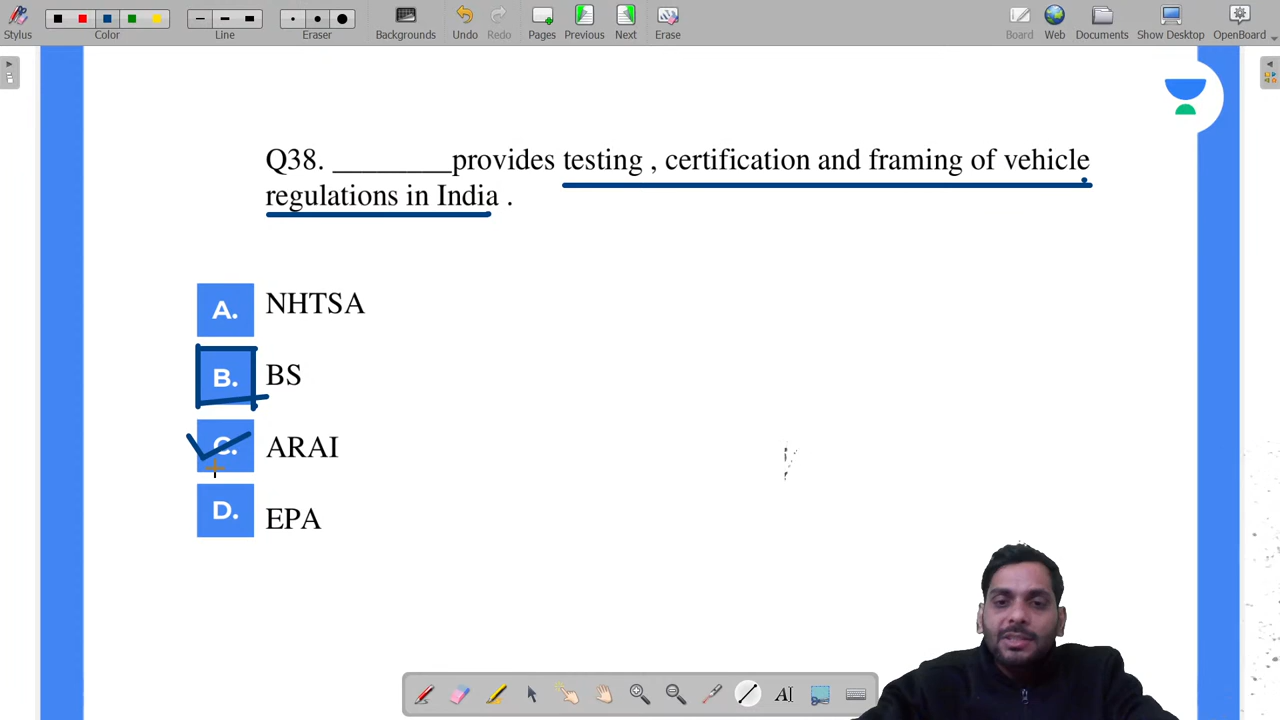 Stylus Color Line Eraser Backgrounds Undo Redo Pages Previous Next Erase Board Web Documents Show Desktop OpenBoard
Q38. ________provides testing , certification and framing of vehicle
regulations in India .
A. NHTSA
B. BS
C. ARAI
D. EPA
AI